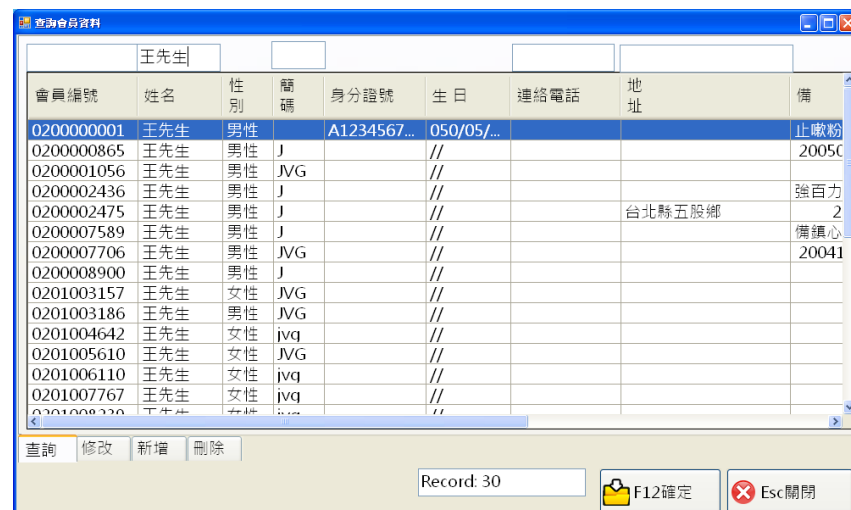 查詢會員資料
王先生
會員編號 姓名 性別 簡碼 身分證號 生日 連絡電話 地址 備
0200000001 王先生 男性 A1234567... 050/05/... 止嗽粉
0200000865 王先生 男性 J // 20050
0200001056 王先生 男性 JVG //
0200002436 王先生 男性 J // 強百力
0200002475 王先生 男性 J // 台北縣五股鄉 2
0200007589 王先生 男性 J // 備鎮心
0200007706 王先生 男性 JVG // 20041
0200008900 王先生 男性 J //
0201003157 王先生 女性 JVG //
0201003186 王先生 男性 JVG //
0201004642 王先生 女性 jvg //
0201005610 王先生 女性 JVG //
0201006110 王先生 女性 jvg //
0201007767 王先生 女性 jvg //
查詢 修改 新增 刪除
Record: 30 F12確定 Esc關閉